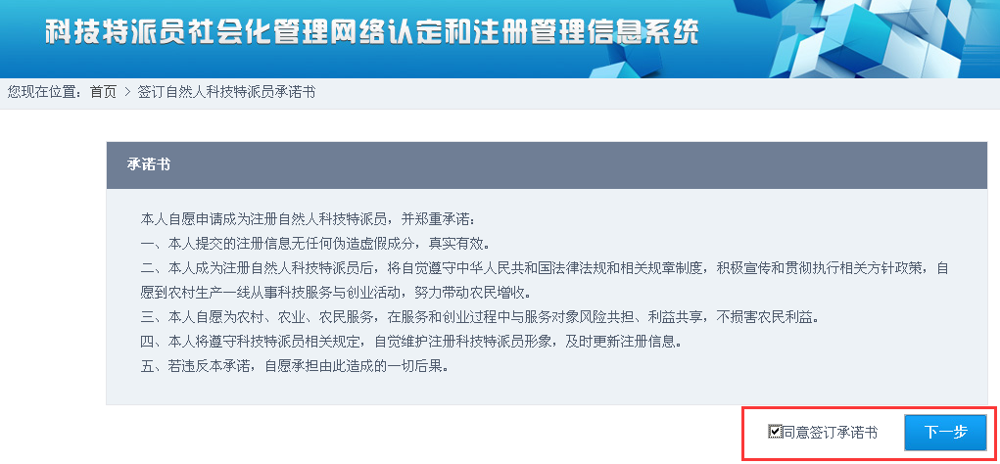 科技特派员社会化管理网络认定和注册管理信息系统
您现在位置：首页 > 签订自然人科技特派员承诺书
承诺书
本人自愿申请成为注册自然人科技特派员，并郑重承诺：
一、本人提交的注册信息无任何伪造虚假成分，真实有效。
二、本人成为注册自然人科技特派员后，将自觉遵守中华人民共和国法律法规和相关规章制度，积极宣传和贯彻执行相关方针政策，自
愿到农村生产一线从事科技服务与创业活动，努力带动农民增收。
三、本人自愿为农村、农业、农民服务，在服务和创业过程中与服务对象风险共担、利益共享，不损害农民利益。
四、本人将遵守科技特派员相关规定，自觉维护注册科技特派员形象，及时更新注册信息。
五、若违反本承诺，自愿承担由此造成的一切后果。
同意签订承诺书 下一步